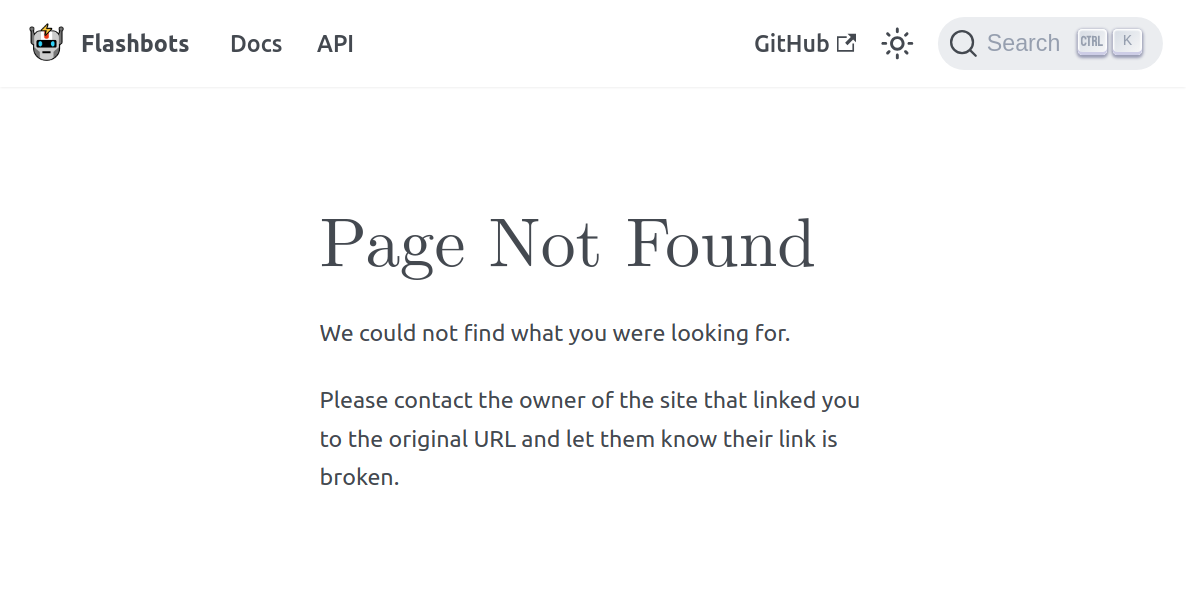 Flashbots Docs API GitHub Search CTRL K
Page Not Found
We could not find what you were looking for.
Please contact the owner of the site that linked you
to the original URL and let them know their link is
broken.